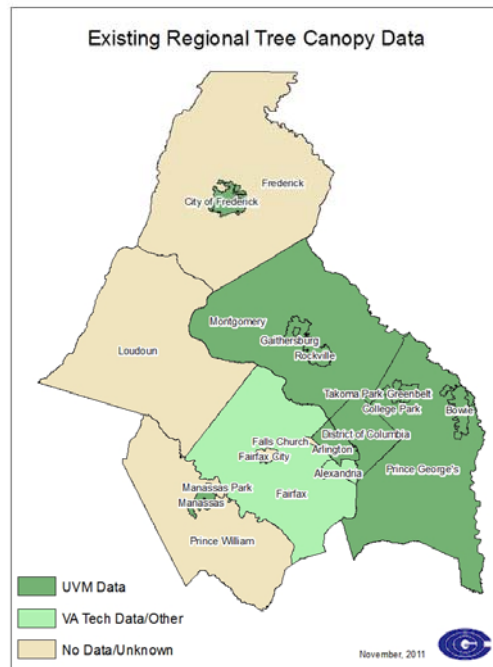 Existing Regional Tree Canopy Data
Frederick
City of Frederick
Montgomery
Gaithersburg
Rockville
Loudoun
Takoma Park Greenbelt
College Park
Bowie
Falls Church
District of Columbia
Fairfax City
Arlington
Prince George's
Alexandria
Manassas Park
Fairfax
Manassas
Prince William
UVM Data
VA Tech Data/Other
No Data/Unknown
November, 2011